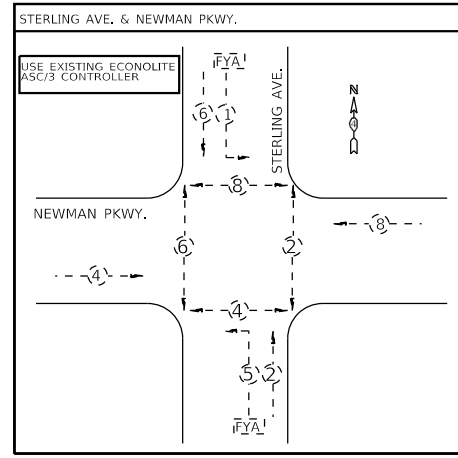 STERLING AVE. & NEWMAN PKWY.
USE EXISTING ECONOLITE
ASC/3 CONTROLLER
FYA
6
1
STERLING AVE.
N
4
8
NEWMAN PKWY.
8
6
2
4
4
5
2
FYA